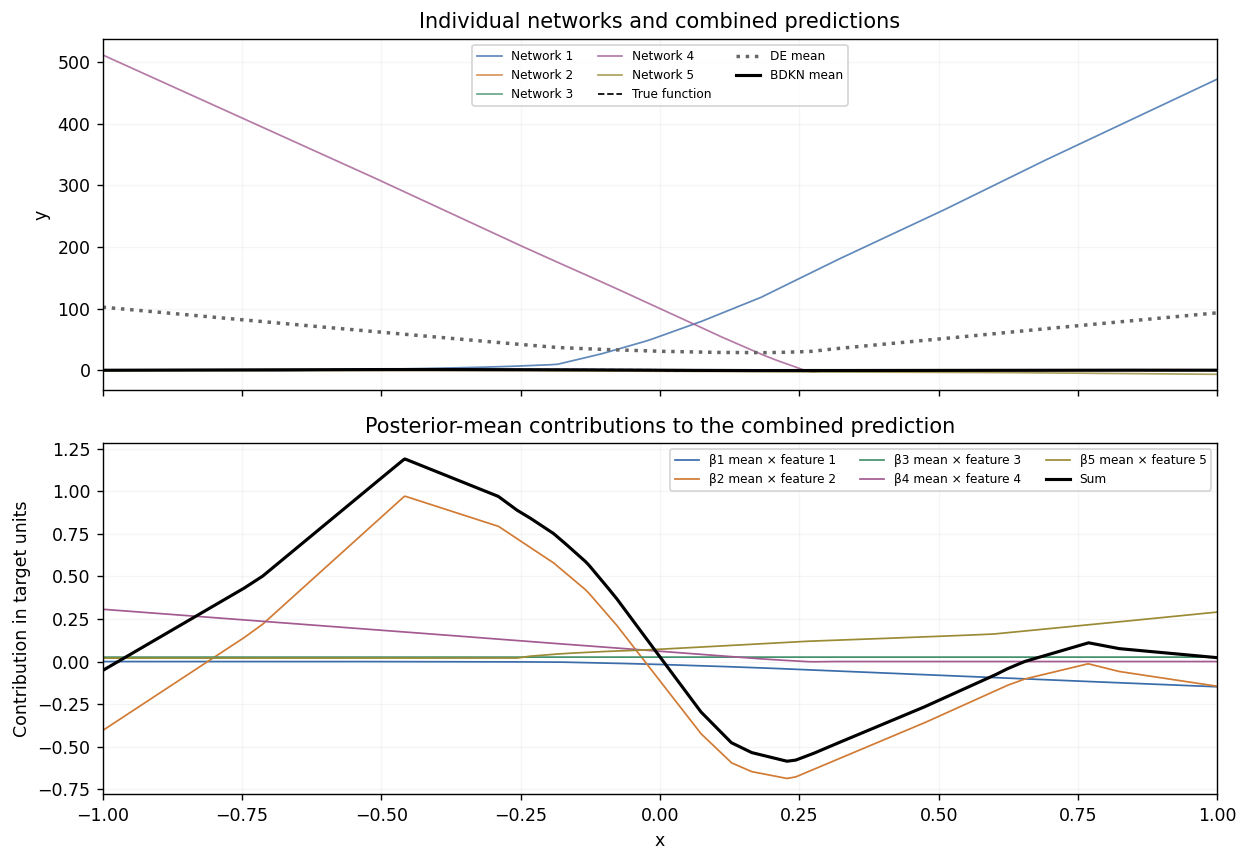 Individual networks and combined predictions
Network 1 Network 4 DE mean
Network 2 Network 5 BDKN mean
Network 3 True function
500
400
300
200
100
0
y
Posterior-mean contributions to the combined prediction
β1 mean × feature 1 β3 mean × feature 3 β5 mean × feature 5
β2 mean × feature 2 β4 mean × feature 4 Sum
1.25
1.00
0.75
0.50
0.25
0.00
−0.25
−0.50
−0.75
Contribution in target units
−1.00 −0.75 −0.50 −0.25 0.00 0.25 0.50 0.75 1.00
x